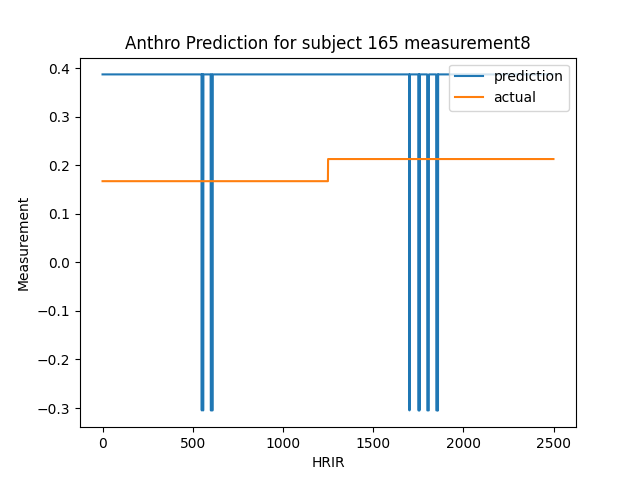 Anthro Prediction for subject 165 measurement8
prediction
actual
0.4
0.3
0.2
0.1
0.0
−0.1
−0.2
−0.3
Measurement
0 500 1000 1500 2000 2500
HRIR